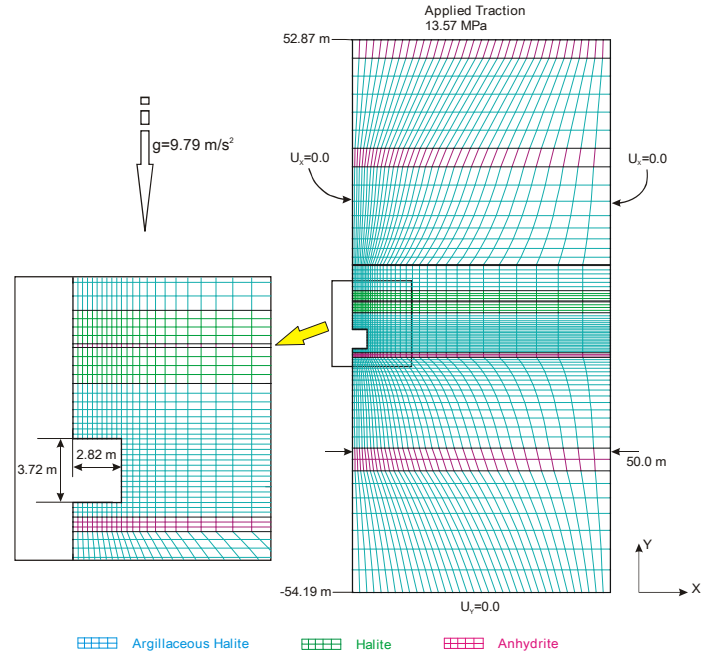 Applied Traction
13.57 MPa
52.87 m
g=9.79 m/s²
Uₓ=0.0
Uₓ=0.0
3.72 m
2.82 m
50.0 m
-54.19 m
Uᵧ=0.0
Y
X
Argillaceous Halite
Halite
Anhydrite